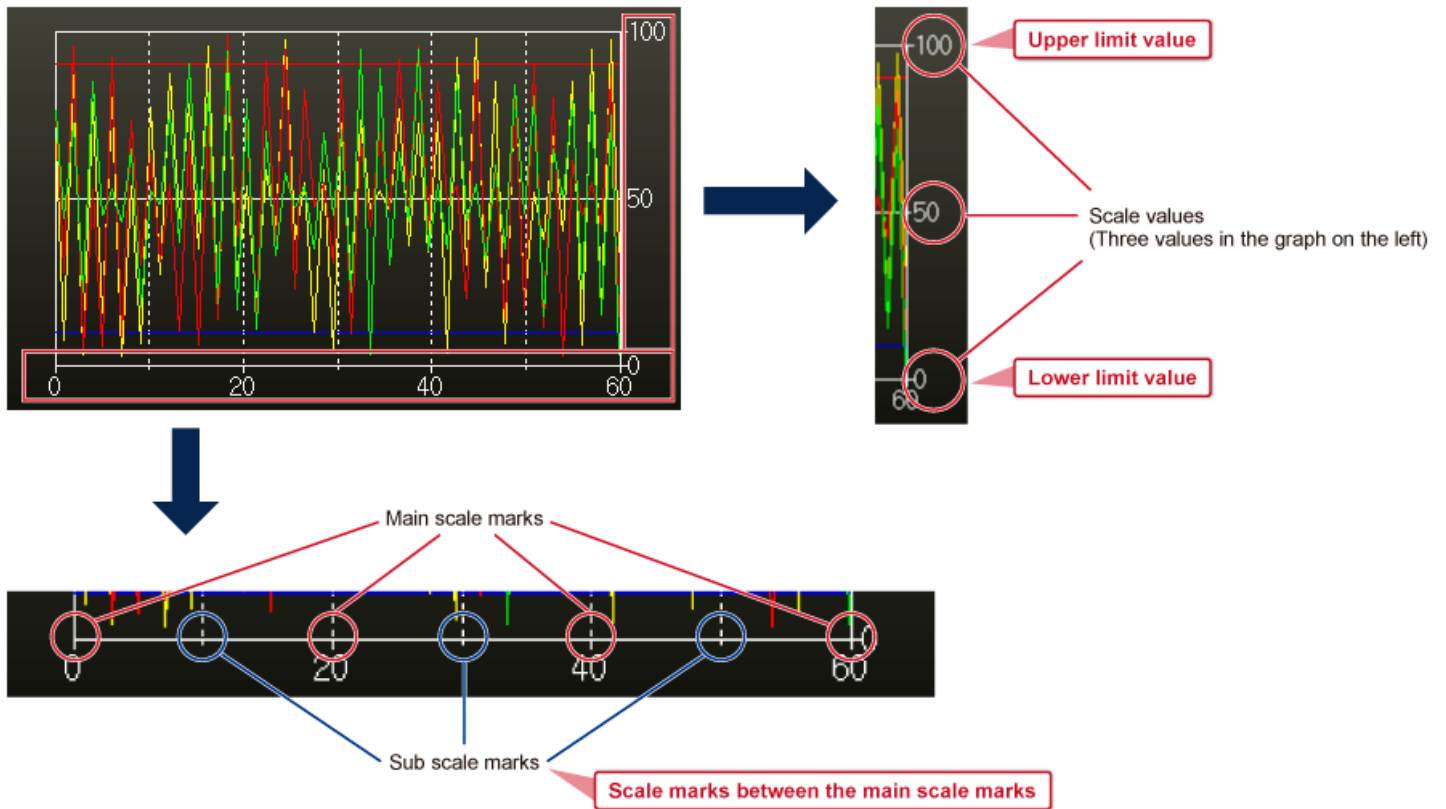 100
50
0
0
20
40
60
100
50
0
60
Upper limit value
Scale values
(Three values in the graph on the left)
Lower limit value
Main scale marks
0
0
20
40
60
Sub scale marks
Scale marks between the main scale marks